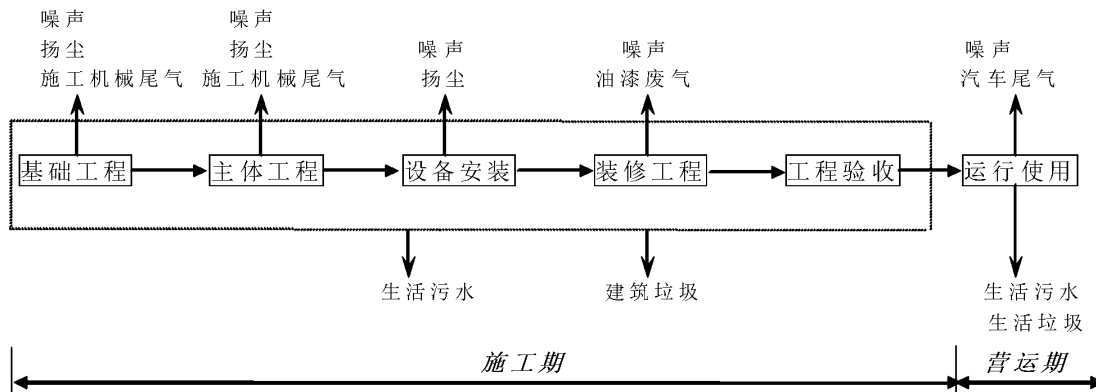 噪声
扬尘
施工机械尾气
噪声
扬尘
施工机械尾气
噪声
扬尘
噪声
油漆废气
噪声
汽车尾气
基础工程
主体工程
设备安装
装修工程
工程验收
运行使用
生活污水
建筑垃圾
生活污水
生活垃圾
施工期
营运期